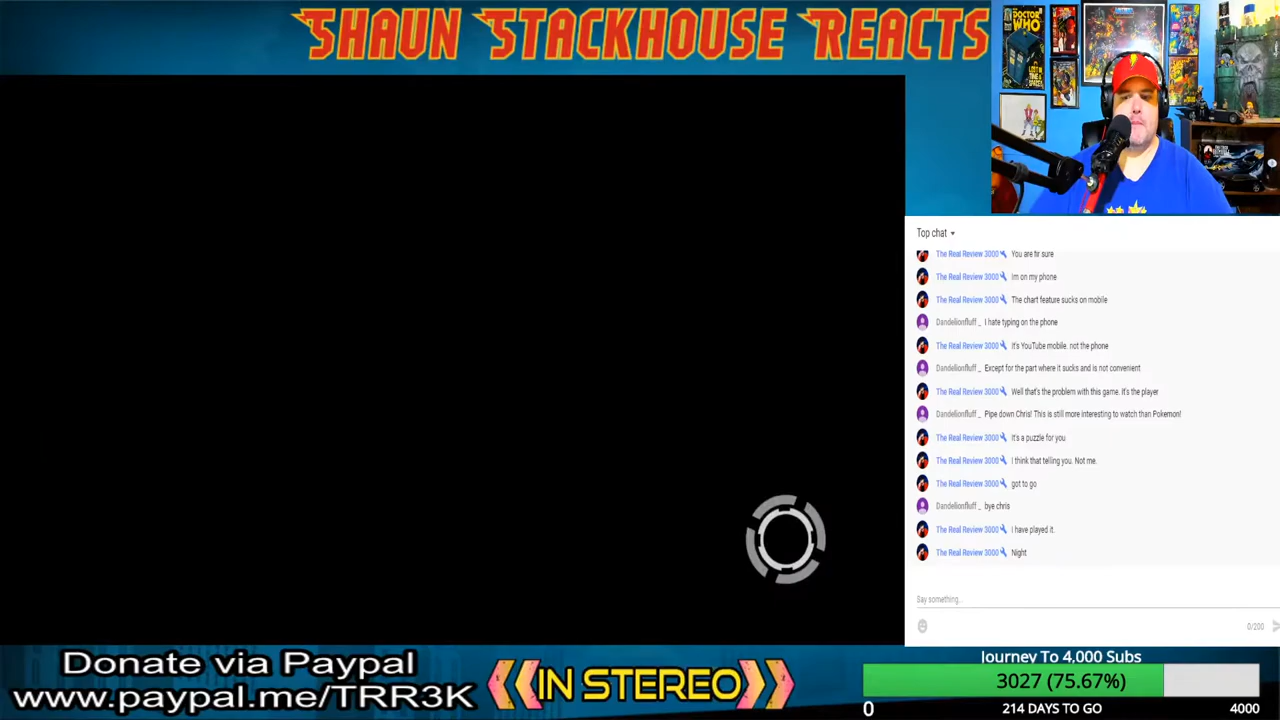 SHAUN STACKHOUSE REACTS
DOCTOR WHO
Top chat
The Real Review 3000 You are fir sure
The Real Review 3000 Im on my phone
The Real Review 3000 The chart feature sucks on mobile
Dandelionfluff _ I hate typing on the phone
The Real Review 3000 it's YouTube mobile. not the phone
Dandelionfluff _ Except for the part where it sucks and is not convenient
The Real Review 3000 Well that's the problem with this game. it's the player
Dandelionfluff _ Pipe down Chris! This is still more interesting to watch than Pokemon!
The Real Review 3000 It's a puzzle for you
The Real Review 3000 I think that telling you. Not me.
The Real Review 3000 got to go
Dandelionfluff _ bye chris
The Real Review 3000 I have played it.
The Real Review 3000 Night
Say something...
0/200
Donate via Paypal
www.paypal.me/TRR3K
IN STEREO
Journey To 4,000 Subs
3027 (75.67%)
0 214 DAYS TO GO 4000